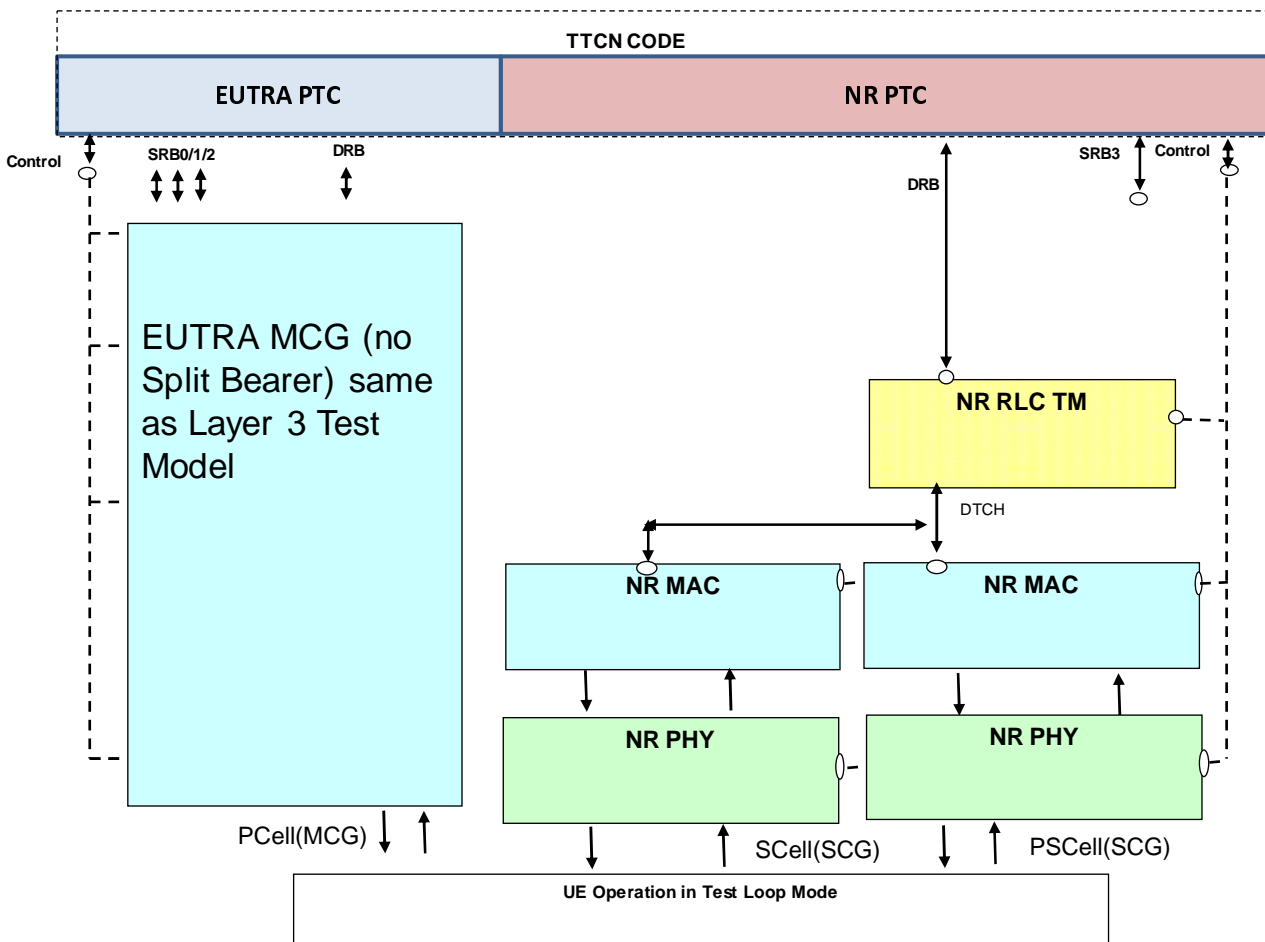 TTCN CODE
EUTRA PTC
NR PTC
Control
SRB0/1/2
DRB
DRB
SRB3
Control
EUTRA MCG (no
Split Bearer) same
as Layer 3 Test
Model
NR RLC TM
DTCH
NR MAC
NR MAC
NR PHY
NR PHY
PCell(MCG)
SCell(SCG)
PSCell(SCG)
UE Operation in Test Loop Mode